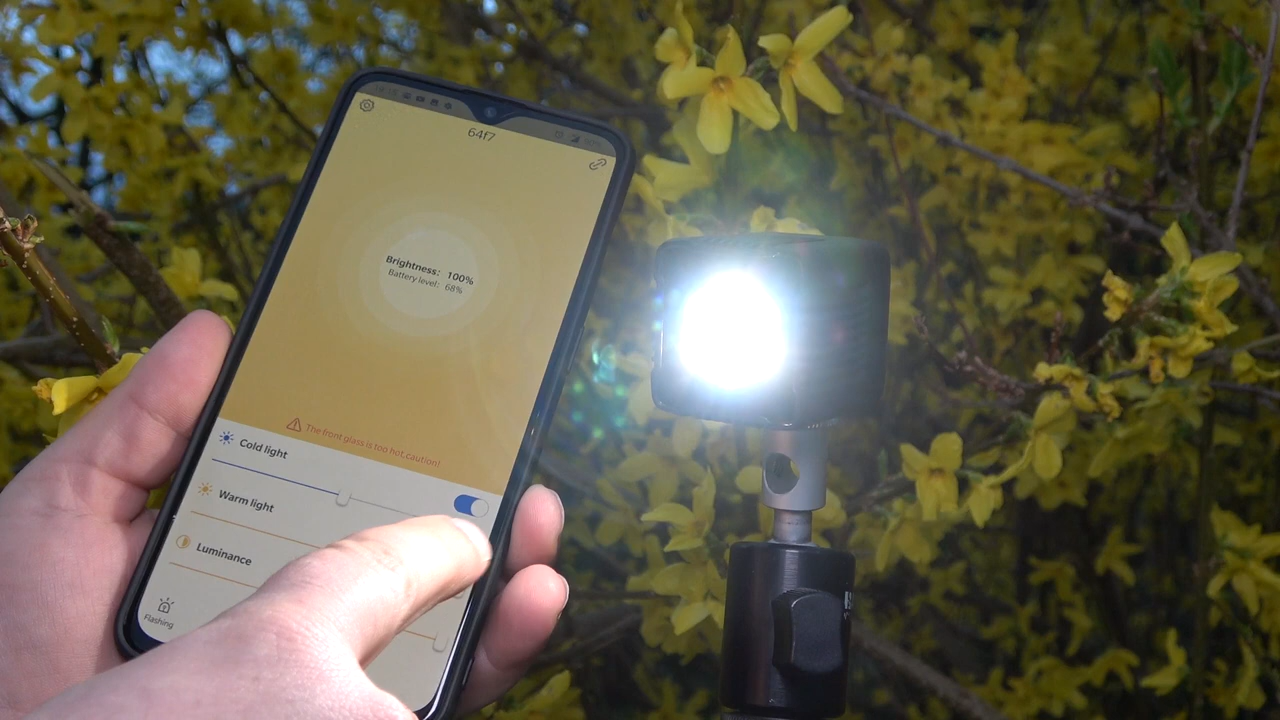 64f7
Brightness: 100%
Battery level: 68%
The front glass is too hot,caution!
Cold light
Warm light
Luminance
Flashing